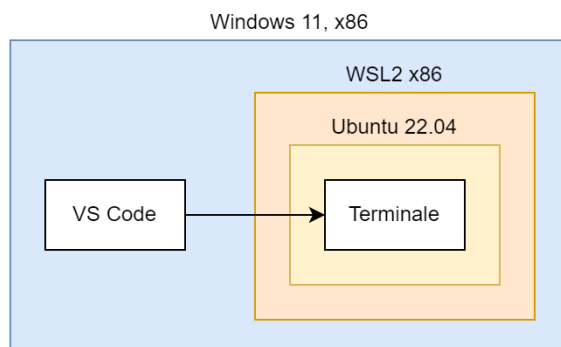 Windows 11, x86
WSL2 x86
Ubuntu 22.04
VS Code
Terminale